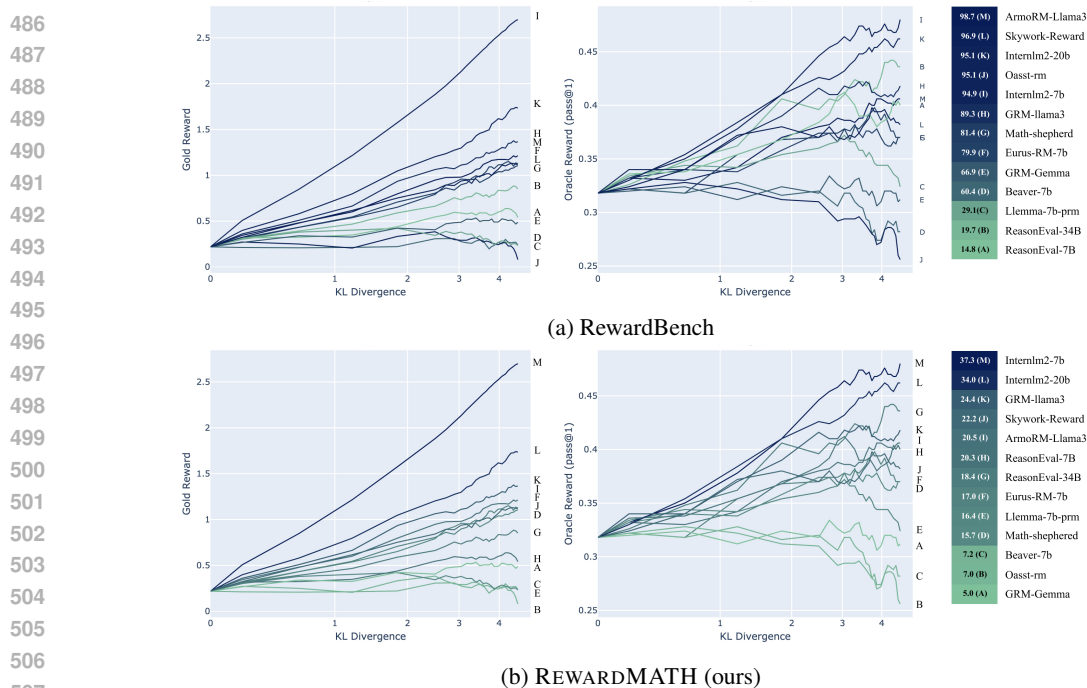 486
487
488
489
490
491
492
493
494
495
496
497
498
499
500
501
502
503
504
505
506
2.5
2
1.5
1
0.5
0
Gold Reward
0
1
2
3
4
KL Divergence
I
K
H
M
F
L
G
B
A
E
D
C
J
0.45
0.4
0.35
0.3
0.25
Oracle Reward (pass@1)
0
1
2
3
4
KL Divergence
I
K
B
H
M
A
L
C
E
D
J
98.7 (M) ArmoRM-Llama3
96.9 (L) Skywork-Reward
95.1 (K) Internlm2-20b
95.1 (J) Oasst-rm
94.9 (I) Internlm2-7b
89.3 (H) GRM-llama3
81.4 (G) Math-shepherd
79.9 (F) Eurus-RM-7b
66.9 (E) GRM-Gemma
60.4 (D) Beaver-7b
29.1(C) Llemma-7b-prm
19.7 (B) ReasonEval-34B
14.8 (A) ReasonEval-7B
(a) RewardBench
2.5
2
1.5
1
0.5
0
Gold Reward
0
1
2
3
4
KL Divergence
M
L
K
I
F
J
D
G
H
A
C
E
B
0.45
0.4
0.35
0.3
0.25
Oracle Reward (pass@1)
0
1
2
3
4
KL Divergence
M
L
G
K
I
H
J
F
D
E
A
C
B
37.3 (M) Internlm2-7b
34.0 (L) Internlm2-20b
24.4 (K) GRM-llama3
22.2 (J) Skywork-Reward
20.5 (I) ArmoRM-Llama3
20.3 (H) ReasonEval-7B
18.4 (G) ReasonEval-34B
17.0 (F) Eurus-RM-7b
16.4 (E) Llemma-7b-prm
15.7 (D) Math-shephered
7.2 (C) Beaver-7b
7.0 (B) Oasst-rm
5.0 (A) GRM-Gemma
(b) REWARDMATH (ours)